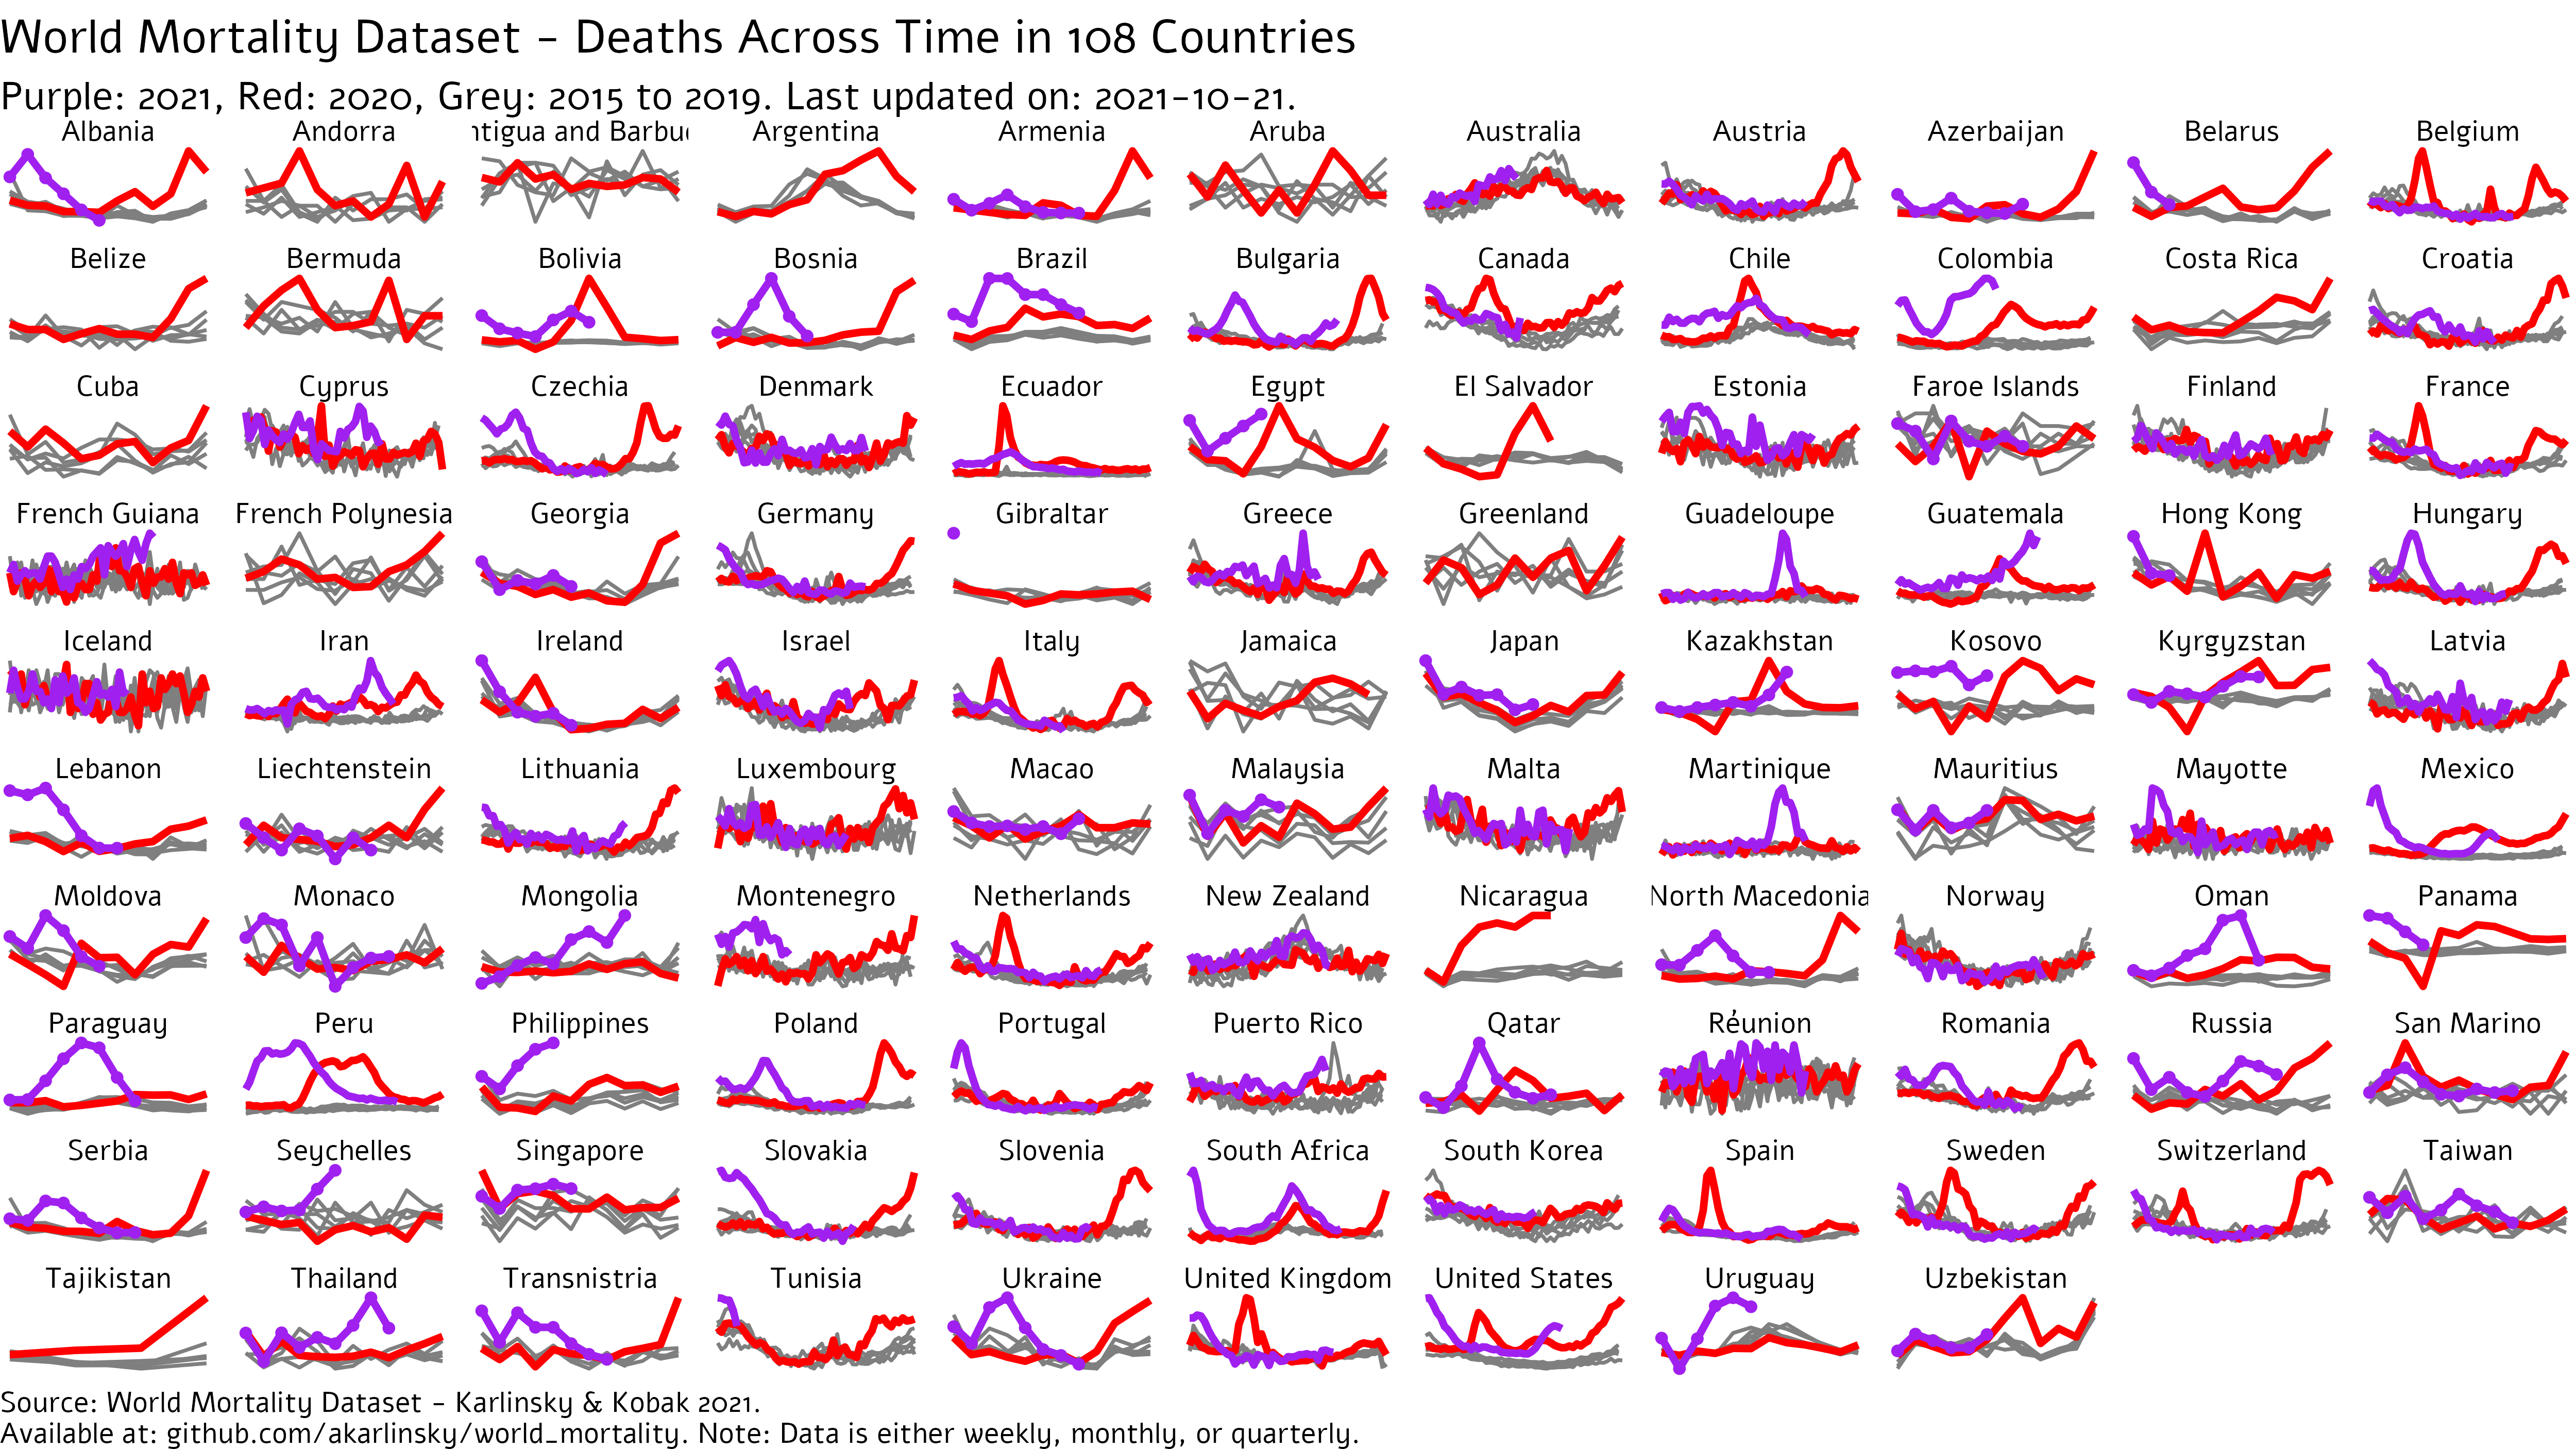 World Mortality Dataset - Deaths Across Time in 108 Countries
Purple: 2021, Red: 2020, Grey: 2015 to 2019. Last updated on: 2021-10-21.
Albania Andorra ntigua and Barbu Argentina Armenia Aruba Australia Austria Azerbaijan Belarus Belgium
Belize Bermuda Bolivia Bosnia Brazil Bulgaria Canada Chile Colombia Costa Rica Croatia
Cuba Cyprus Czechia Denmark Ecuador Egypt El Salvador Estonia Faroe Islands Finland France
French Guiana French Polynesia Georgia Germany Gibraltar Greece Greenland Guadeloupe Guatemala Hong Kong Hungary
Iceland Iran Ireland Israel Italy Jamaica Japan Kazakhstan Kosovo Kyrgyzstan Latvia
Lebanon Liechtenstein Lithuania Luxembourg Macao Malaysia Malta Martinique Mauritius Mayotte Mexico
Moldova Monaco Mongolia Montenegro Netherlands New Zealand Nicaragua North Macedonia Norway Oman Panama
Paraguay Peru Philippines Poland Portugal Puerto Rico Qatar Réunion Romania Russia San Marino
Serbia Seychelles Singapore Slovakia Slovenia South Africa South Korea Spain Sweden Switzerland Taiwan
Tajikistan Thailand Transnistria Tunisia Ukraine United Kingdom United States Uruguay Uzbekistan
Source: World Mortality Dataset - Karlinsky & Kobak 2021.
Available at: github.com/akarlinsky/world_mortality. Note: Data is either weekly, monthly, or quarterly.